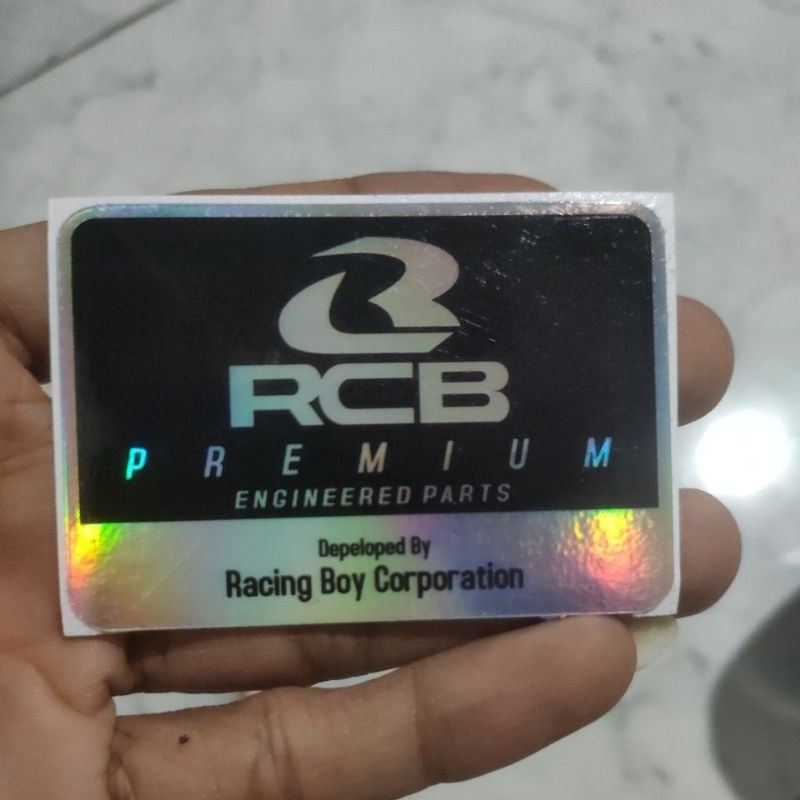 RCB
PREMIUM
ENGINEERED PARTS
Depeloped By
Racing Boy Corporation